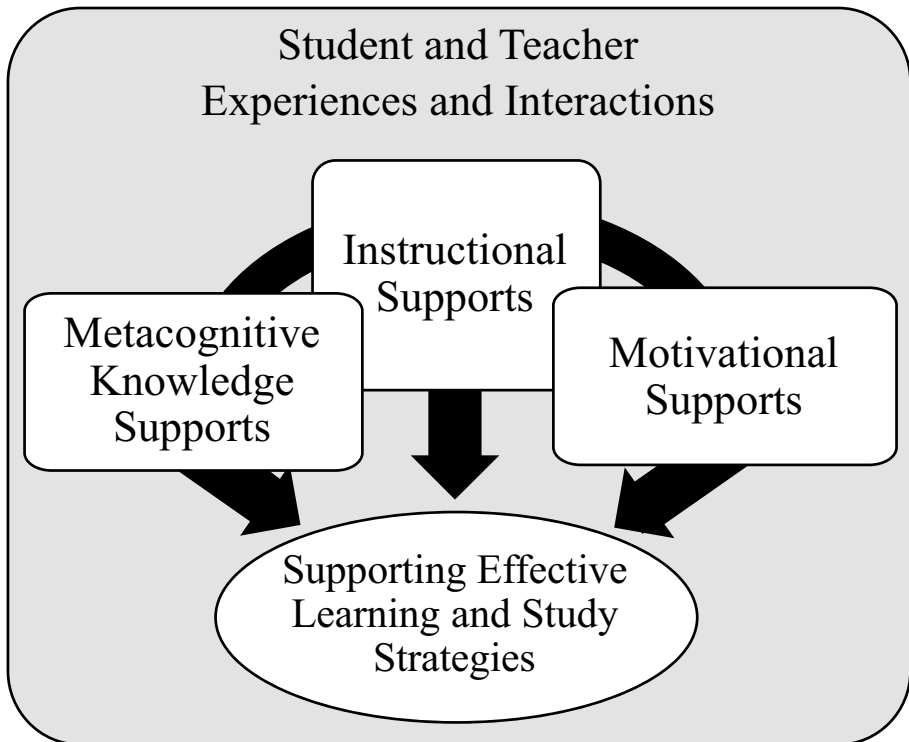 Student and Teacher
Experiences and Interactions
Instructional
Supports
Metacognitive
Knowledge
Supports
Motivational
Supports
Supporting Effective
Learning and Study
Strategies